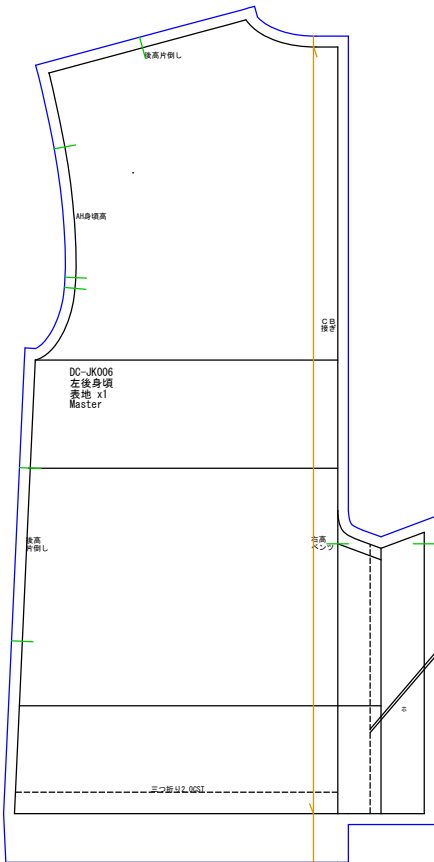 後高片倒し
AH身頃高
CB
接ぎ
DC-JK006
左後身頃
表地 x1
Master
後高
片倒し
右高
ベンツ
芯
三つ折り2.0CST